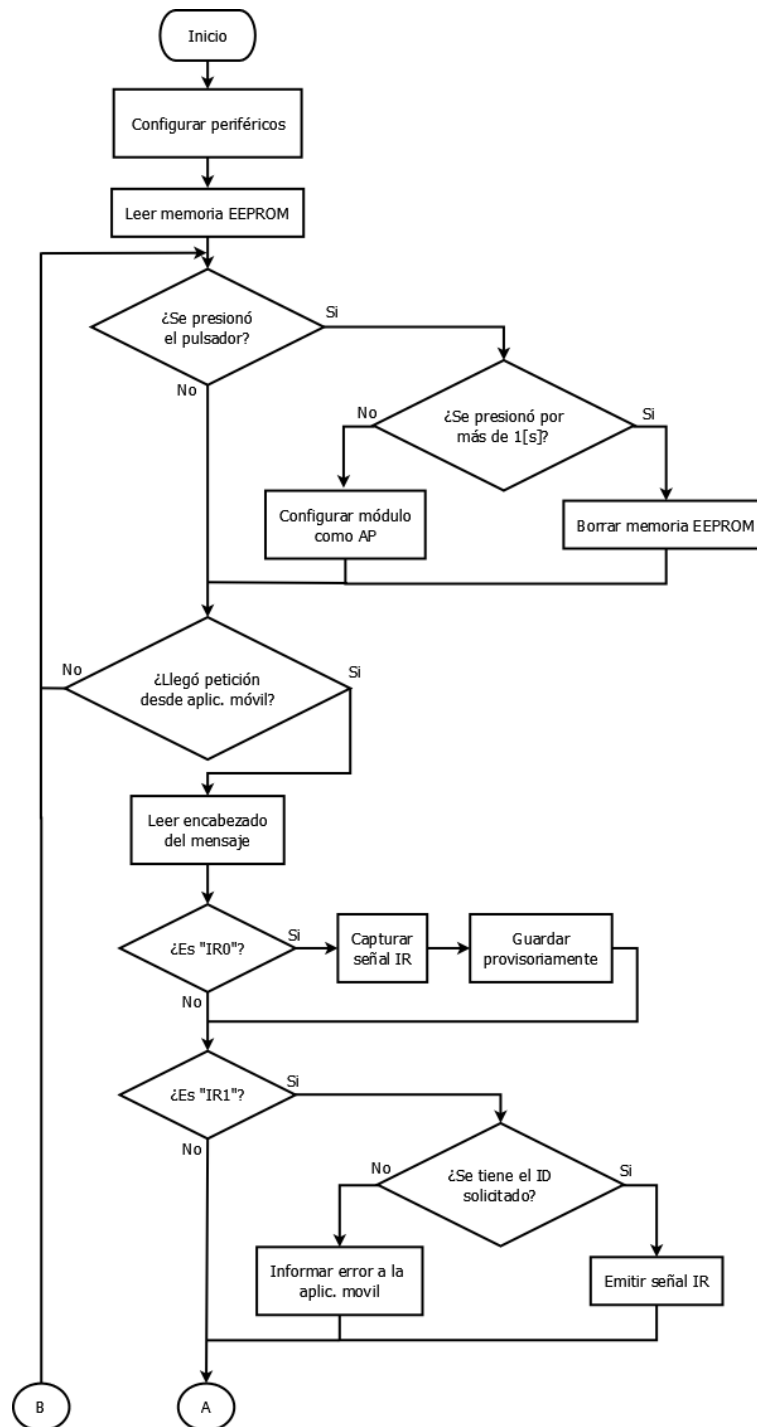 Inicio
Configurar periféricos
Leer memoria EEPROM
¿Se presionó
el pulsador?
Si
No
¿Se presionó por
más de 1[s]?
No
Si
Configurar módulo
como AP
Borrar memoria EEPROM
¿Llegó petición
desde aplic. móvil?
No
Si
Leer encabezado
del mensaje
¿Es "IR0"?
Si
No
Capturar
señal IR
Guardar
provisoriamente
¿Es "IR1"?
Si
No
¿Se tiene el ID
solicitado?
No
Si
Informar error a la
aplic. movil
Emitir señal IR
B
A